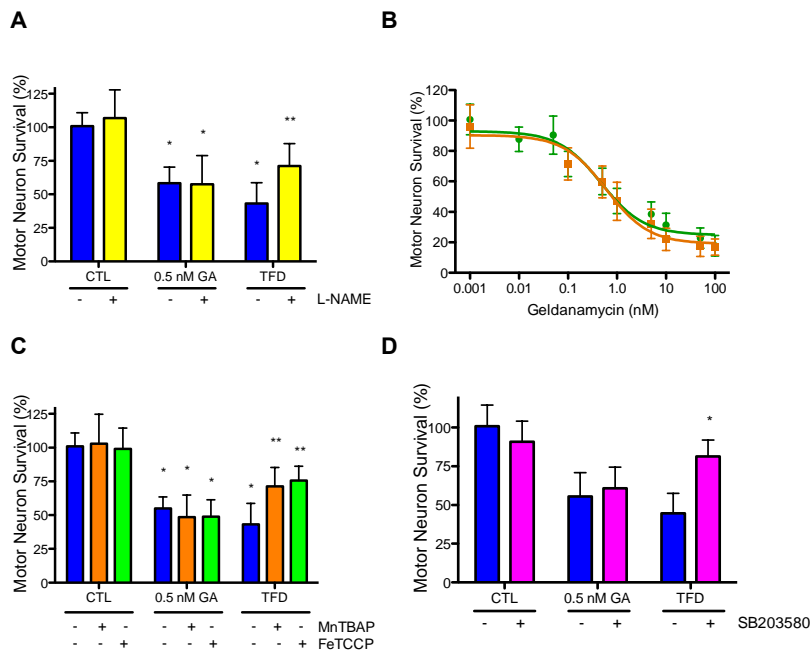 A
Motor Neuron Survival (%)
125
100
75
50
25
0
* * * **
CTL 0.5 nM GA TFD
- + - + - + L-NAME
B
Motor Neuron Survival (%)
120
100
80
60
40
20
0
0.001 0.01 0.1 1.0 10 100
Geldanamycin (nM)
C
Motor Neuron Survival (%)
125
100
75
50
25
0
* * * * ** **
CTL 0.5 nM GA TFD
- + - + - + MnTBAP
- + - + - + FeTCCP
D
Motor Neuron Survival (%)
100
75
50
25
0
*
CTL 0.5 nM GA TFD
- + - + - + SB203580